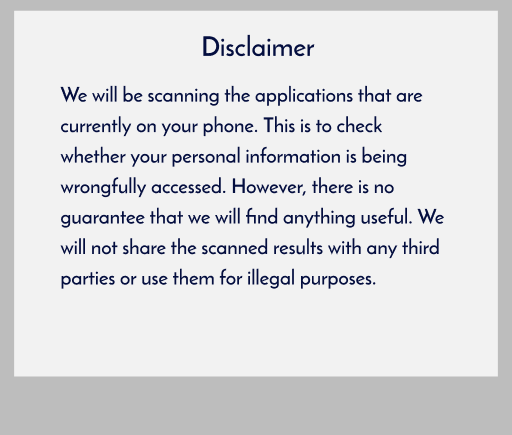 Disclaimer
We will be scanning the applications that are
currently on your phone. This is to check
whether your personal information is being
wrongfully accessed. However, there is no
guarantee that we will find anything useful. We
will not share the scanned results with any third
parties or use them for illegal purposes.